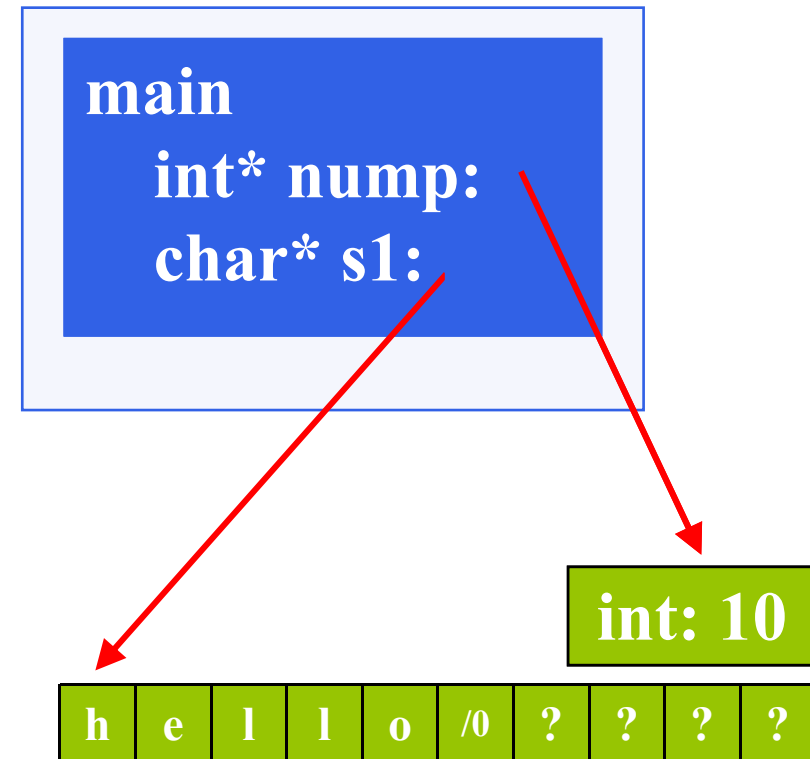 main
int* nump:
char* s1:
int: 10
h e l l o /0 ? ? ? ?